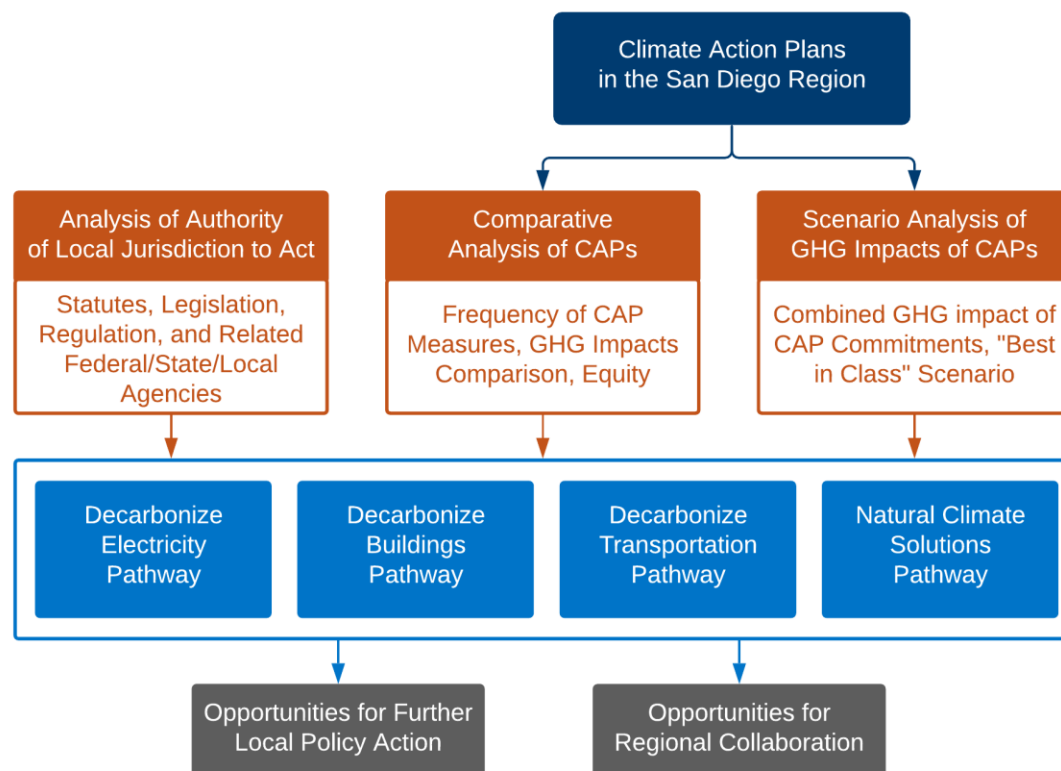 Climate Action Plans
in the San Diego Region
Analysis of Authority
of Local Jurisdiction to Act
Statutes, Legislation,
Regulation, and Related
Federal/State/Local
Agencies
Comparative
Analysis of CAPs
Frequency of CAP
Measures, GHG Impacts
Comparison, Equity
Scenario Analysis of
GHG Impacts of CAPs
Combined GHG impact of
CAP Commitments, "Best
in Class" Scenario
Decarbonize
Electricity
Pathway
Decarbonize
Buildings
Pathway
Decarbonize
Transportation
Pathway
Natural Climate
Solutions
Pathway
Opportunities for Further
Local Policy Action
Opportunities for
Regional Collaboration